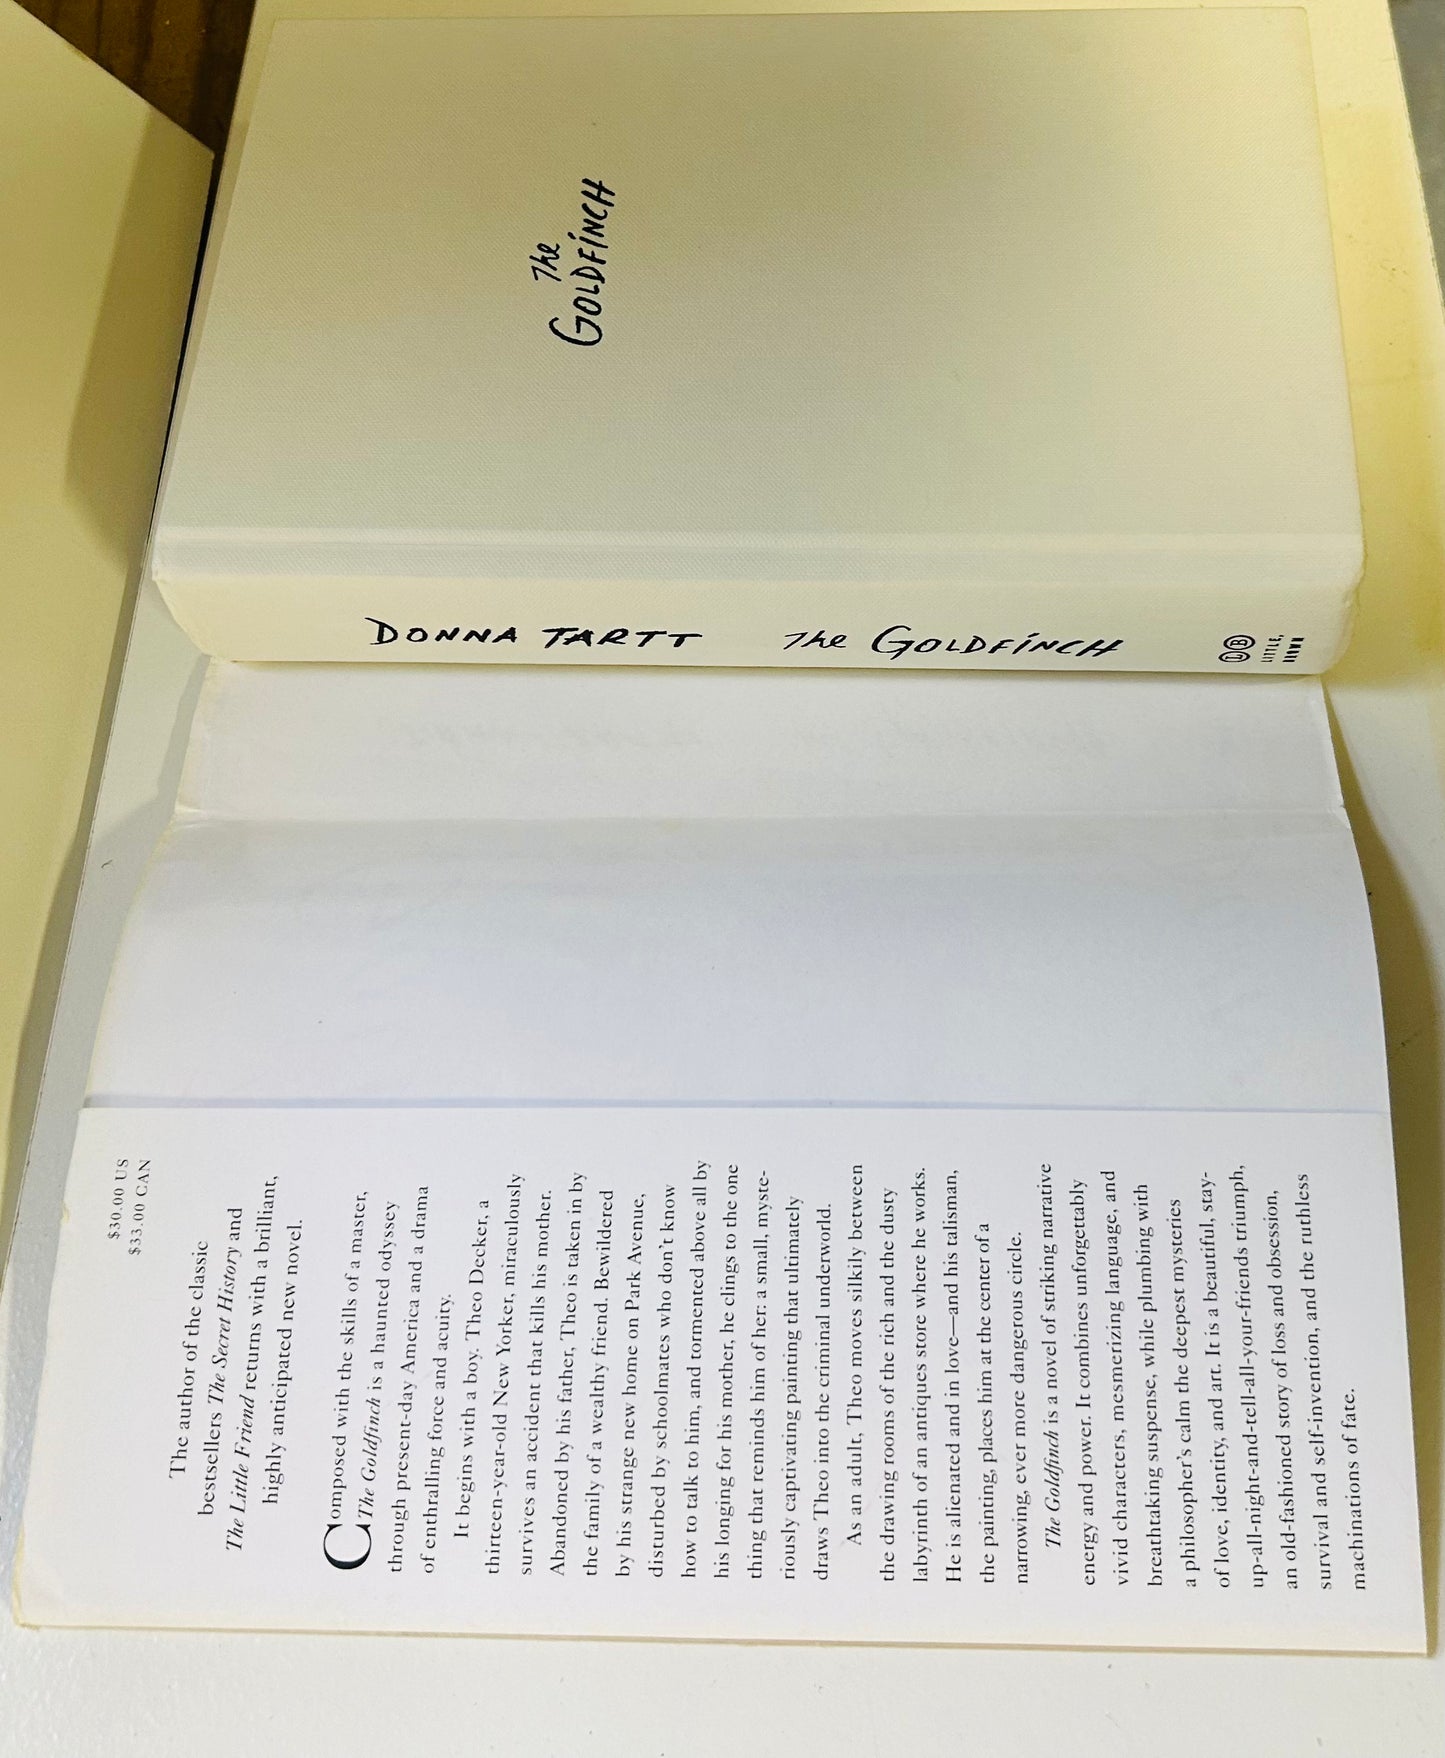 The
GOLDFINCH
DONNA TARTT The GOLDFINCH
LB
LITTLE,
BROWN
$30.00 US
$33.00 CAN
The author of the classic
bestsellers The Secret History and
The Little Friend returns with a brilliant,
highly anticipated new novel.
Composed with the skills of a master,
The Goldfinch is a haunted odyssey
through present-day America and a drama
of enthralling force and acuity.
It begins with a boy. Theo Decker, a
thirteen-year-old New Yorker, miraculously
survives an accident that kills his mother.
Abandoned by his father, Theo is taken in by
the family of a wealthy friend. Bewildered
by his strange new home on Park Avenue,
disturbed by schoolmates who don't know
how to talk to him, and tormented above all by
his longing for his mother, he clings to the one
thing that reminds him of her: a small, myste-
riously captivating painting that ultimately
draws Theo into the criminal underworld.
As an adult, Theo moves silkily between
the drawing rooms of the rich and the dusty
labyrinth of an antiques store where he works.
He is alienated and in love—and his talisman,
the painting, places him at the center of a
narrowing, ever more dangerous circle.
The Goldfinch is a novel of striking narrative
energy and power. It combines unforgettably
vivid characters, mesmerizing language, and
breathtaking suspense, while plumbing with
a philosopher's calm the deepest mysteries
of love, identity, and art. It is a beautiful, stay-
up-all-night-and-tell-all-your-friends triumph,
an old-fashioned story of loss and obsession,
survival and self-invention, and the ruthless
machinations of fate.